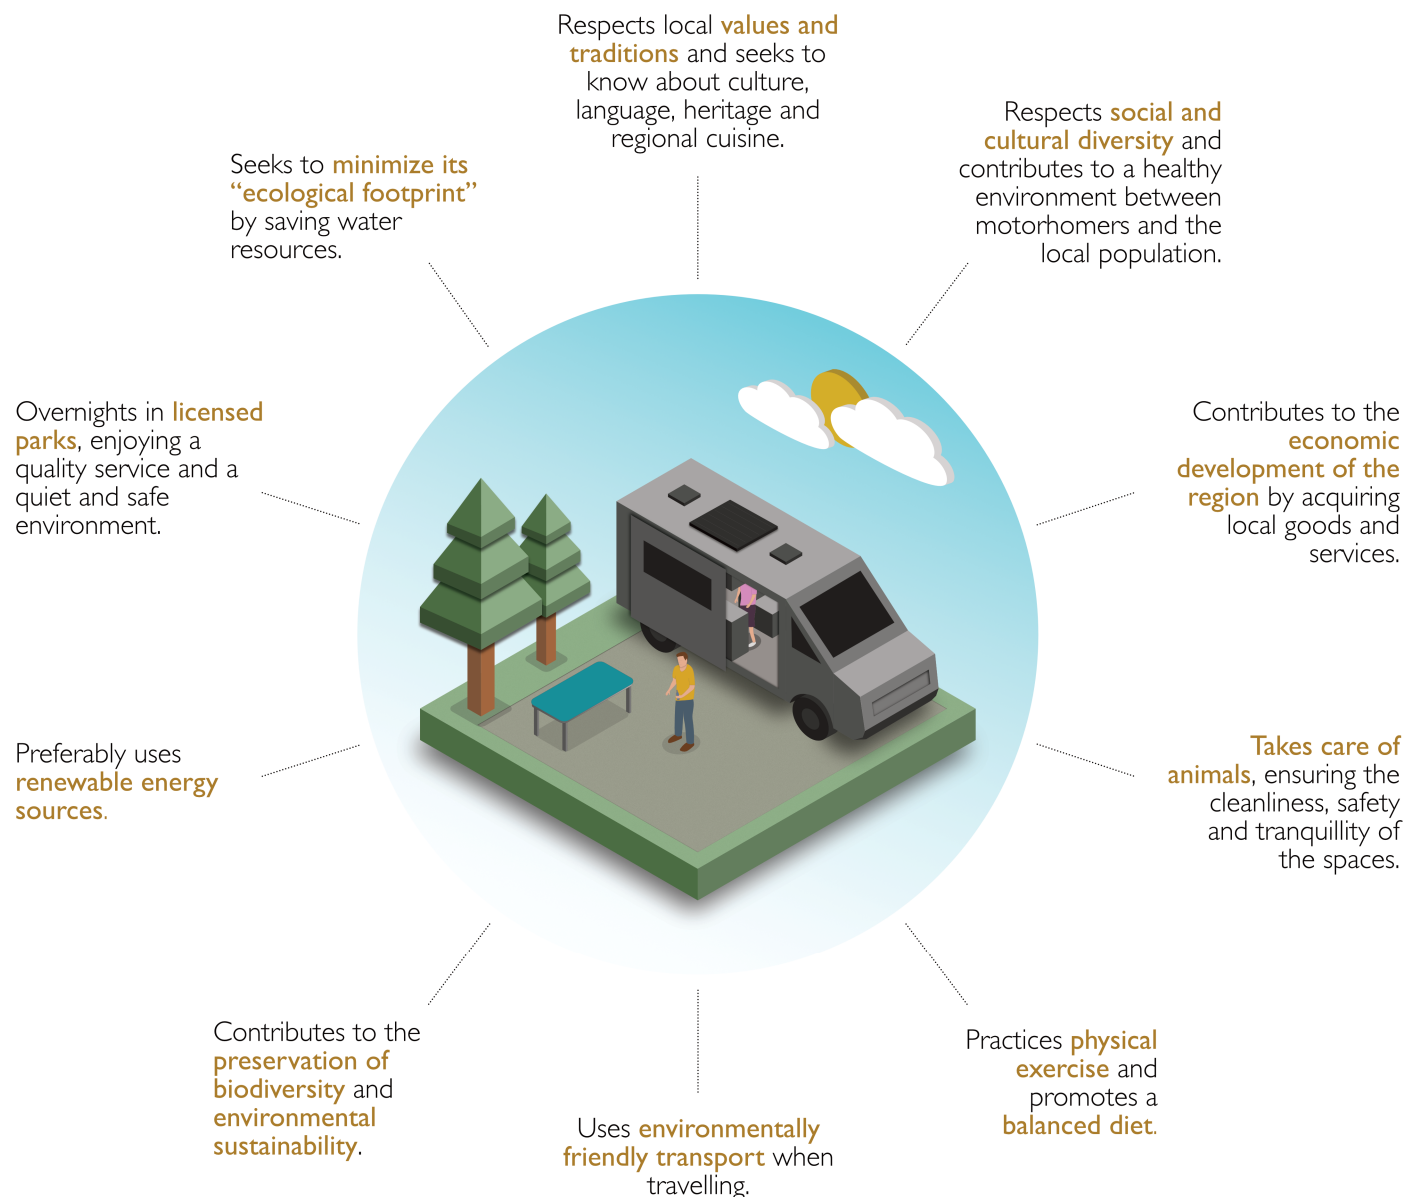 Respects local values and
traditions and seeks to
know about culture,
language, heritage and
regional cuisine.
Respects social and
cultural diversity and
contributes to a healthy
environment between
motorhomers and the
local population.
Contributes to the
economic
development of the
region by acquiring
local goods and
services.
Takes care of
animals, ensuring the
cleanliness, safety
and tranquillity of
the spaces.
Practices physical
exercise and
promotes a
balanced diet.
Uses environmentally
friendly transport when
travelling.
Contributes to the
preservation of
biodiversity and
environmental
sustainability.
Preferably uses
renewable energy
sources.
Overnights in licensed
parks, enjoying a
quality service and a
quiet and safe
environment.
Seeks to minimize its
“ecological footprint”
by saving water
resources.